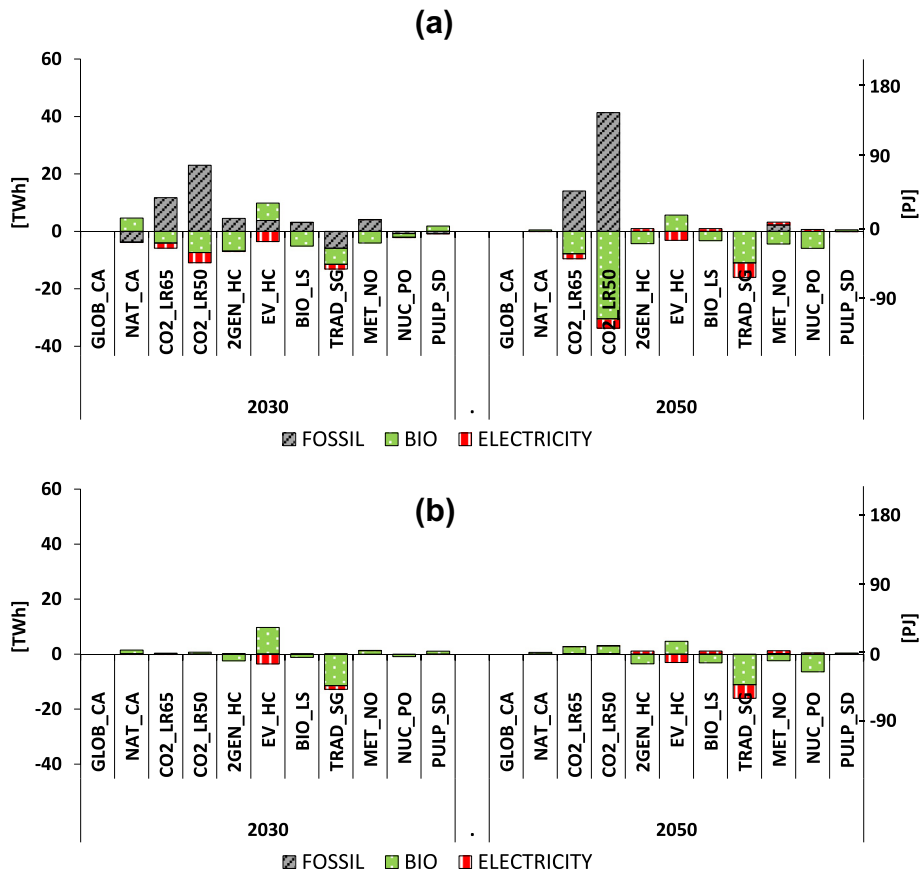 (a)
60
40
20
0
-20
-40
[TWh]
180
90
0
-90
[PJ]
GLOB_CA
NAT_CA
CO2_LR65
CO2_LR50
2GEN_HC
EV_HC
BIO_LS
TRAD_SG
MET_NO
NUC_PO
PULP_SD
GLOB_CA
NAT_CA
CO2_LR65
CO2_LR50
2GEN_HC
EV_HC
BIO_LS
TRAD_SG
MET_NO
NUC_PO
PULP_SD
2030 . 2050
FOSSIL BIO ELECTRICITY
(b)
60
40
20
0
-20
-40
[TWh]
180
90
0
-90
[PJ]
GLOB_CA
NAT_CA
CO2_LR65
CO2_LR50
2GEN_HC
EV_HC
BIO_LS
TRAD_SG
MET_NO
NUC_PO
PULP_SD
GLOB_CA
NAT_CA
CO2_LR65
CO2_LR50
2GEN_HC
EV_HC
BIO_LS
TRAD_SG
MET_NO
NUC_PO
PULP_SD
2030 . 2050
FOSSIL BIO ELECTRICITY